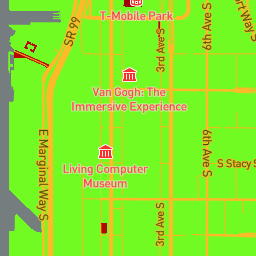 T-Mobile Park
SR 99
3rd Ave S
6th Ave S
Van Gogh: The
Immersive Experience
E Marginal Way S
Living Computer
Museum
6th Ave S
S Stacy
3rd Ave S